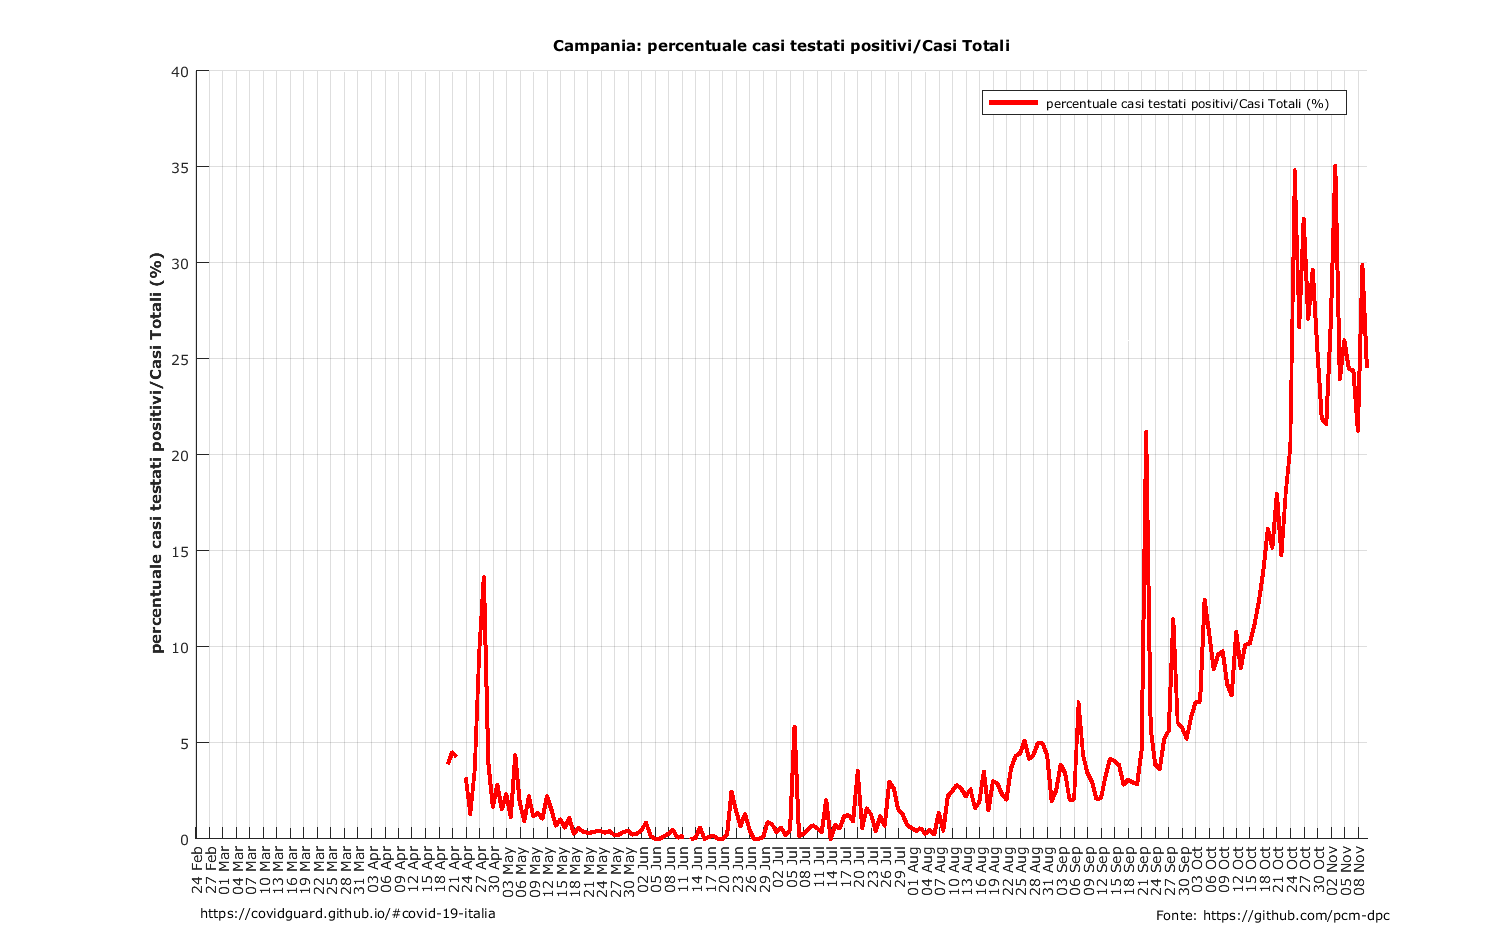 Campania: percentuale casi testati positivi/Casi Totali
percentuale casi testati positivi/Casi Totali (%)
percentuale casi testati positivi/Casi Totali (%)
40
35
30
25
20
15
10
5
0
24 Feb
27 Feb
01 Mar
04 Mar
07 Mar
10 Mar
13 Mar
16 Mar
19 Mar
22 Mar
25 Mar
28 Mar
31 Mar
03 Apr
06 Apr
09 Apr
12 Apr
15 Apr
18 Apr
21 Apr
24 Apr
27 Apr
30 Apr
03 May
06 May
09 May
12 May
15 May
18 May
21 May
24 May
27 May
30 May
02 Jun
05 Jun
08 Jun
11 Jun
14 Jun
17 Jun
20 Jun
23 Jun
26 Jun
29 Jun
02 Jul
05 Jul
08 Jul
11 Jul
14 Jul
17 Jul
20 Jul
23 Jul
26 Jul
29 Jul
01 Aug
04 Aug
07 Aug
10 Aug
13 Aug
16 Aug
19 Aug
22 Aug
25 Aug
28 Aug
31 Aug
03 Sep
06 Sep
09 Sep
12 Sep
15 Sep
18 Sep
21 Sep
24 Sep
27 Sep
30 Sep
03 Oct
06 Oct
09 Oct
12 Oct
15 Oct
18 Oct
21 Oct
24 Oct
27 Oct
30 Oct
02 Nov
05 Nov
08 Nov
https://covidguard.github.io/#covid-19-italia
Fonte: https://github.com/pcm-dpc